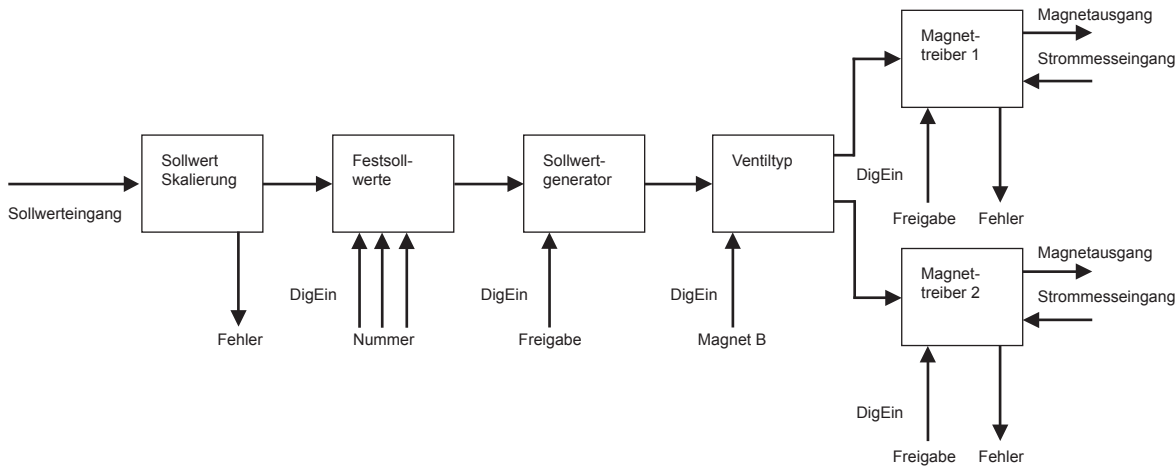 Magnet-
treiber 1
Magnetausgang
Strommesseingang
DigEin
Freigabe
Fehler
Sollwerteingang
Sollwert
Skalierung
Fehler
Festsoll-
werte
DigEin
Nummer
Sollwert-
generator
DigEin
Freigabe
Ventiltyp
DigEin
Magnet B
Magnet-
treiber 2
Magnetausgang
Strommesseingang
DigEin
Freigabe
Fehler